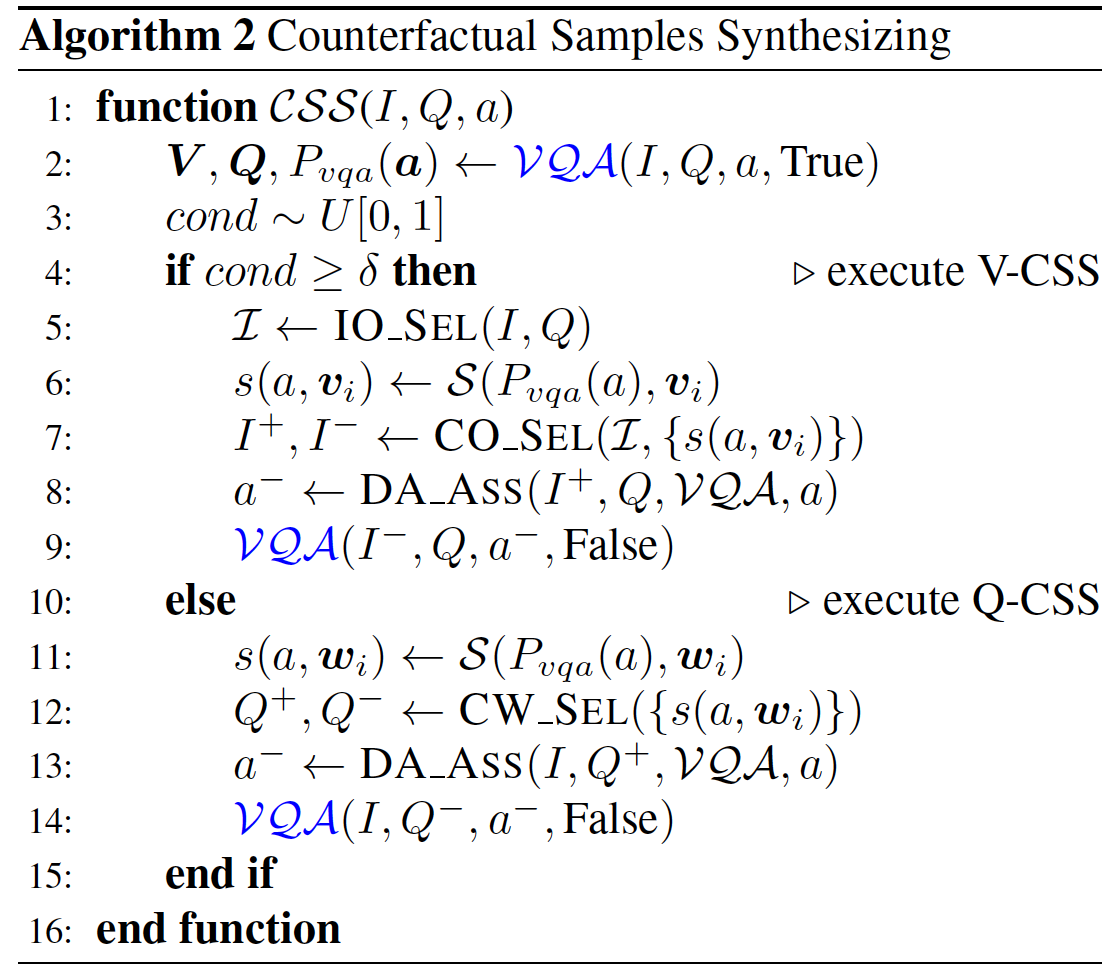 Algorithm 2 Counterfactual Samples Synthesizing
1: function 𝒞𝒮𝒮(I, Q, a)
2: V, Q, P_vqa(a) ← 𝒱𝒬𝒜(I, Q, a, True)
3: cond ∼ U[0, 1]
4: if cond ≥ δ then ▷ execute V-CSS
5: ℐ ← IO_SEL(I, Q)
6: s(a, v_i) ← 𝒮(P_vqa(a), v_i)
7: I⁺, I⁻ ← CO_SEL(ℐ, {s(a, v_i)})
8: a⁻ ← DA_ASS(I⁺, Q, 𝒱𝒬𝒜, a)
9: 𝒱𝒬𝒜(I⁻, Q, a⁻, False)
10: else ▷ execute Q-CSS
11: s(a, w_i) ← 𝒮(P_vqa(a), w_i)
12: Q⁺, Q⁻ ← CW_SEL({s(a, w_i)})
13: a⁻ ← DA_ASS(I, Q⁺, 𝒱𝒬𝒜, a)
14: 𝒱𝒬𝒜(I, Q⁻, a⁻, False)
15: end if
16: end function